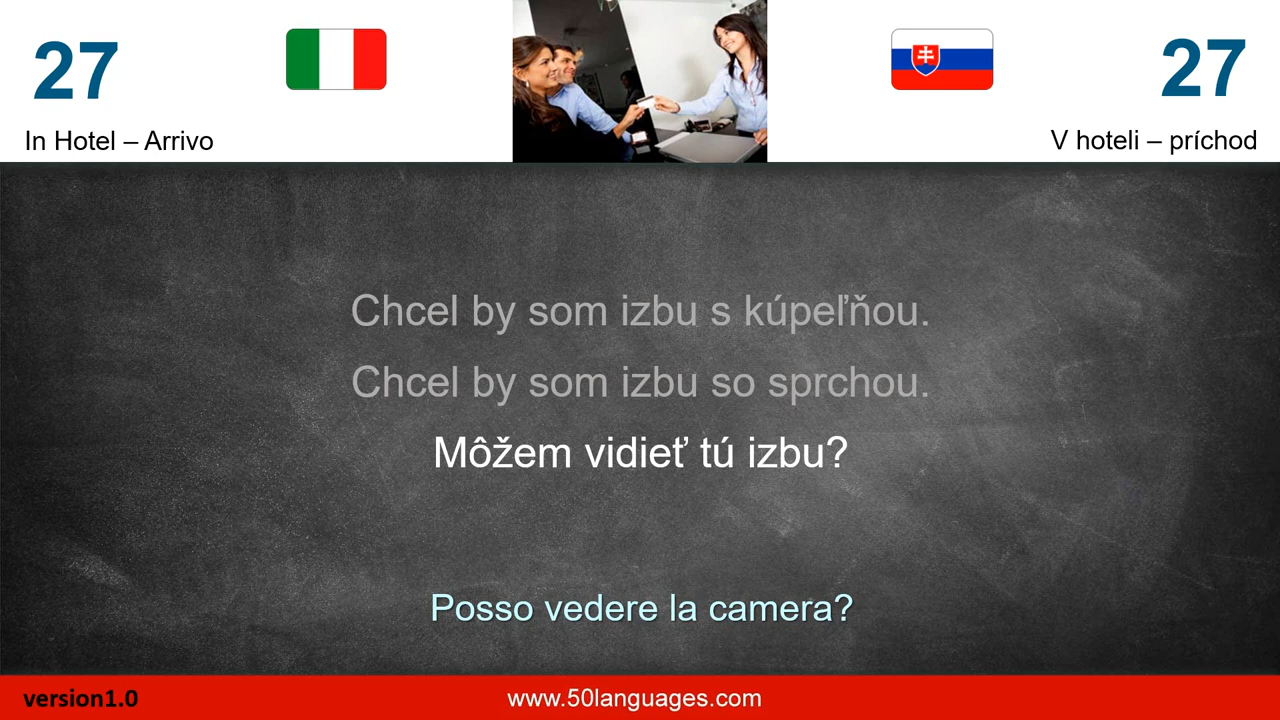 27
27
In Hotel – Arrivo
V hoteli – príchod
Chcel by som izbu s kúpeľňou.
Chcel by som izbu so sprchou.
Môžem vidieť tú izbu?
Posso vedere la camera?
version1.0
www.50languages.com